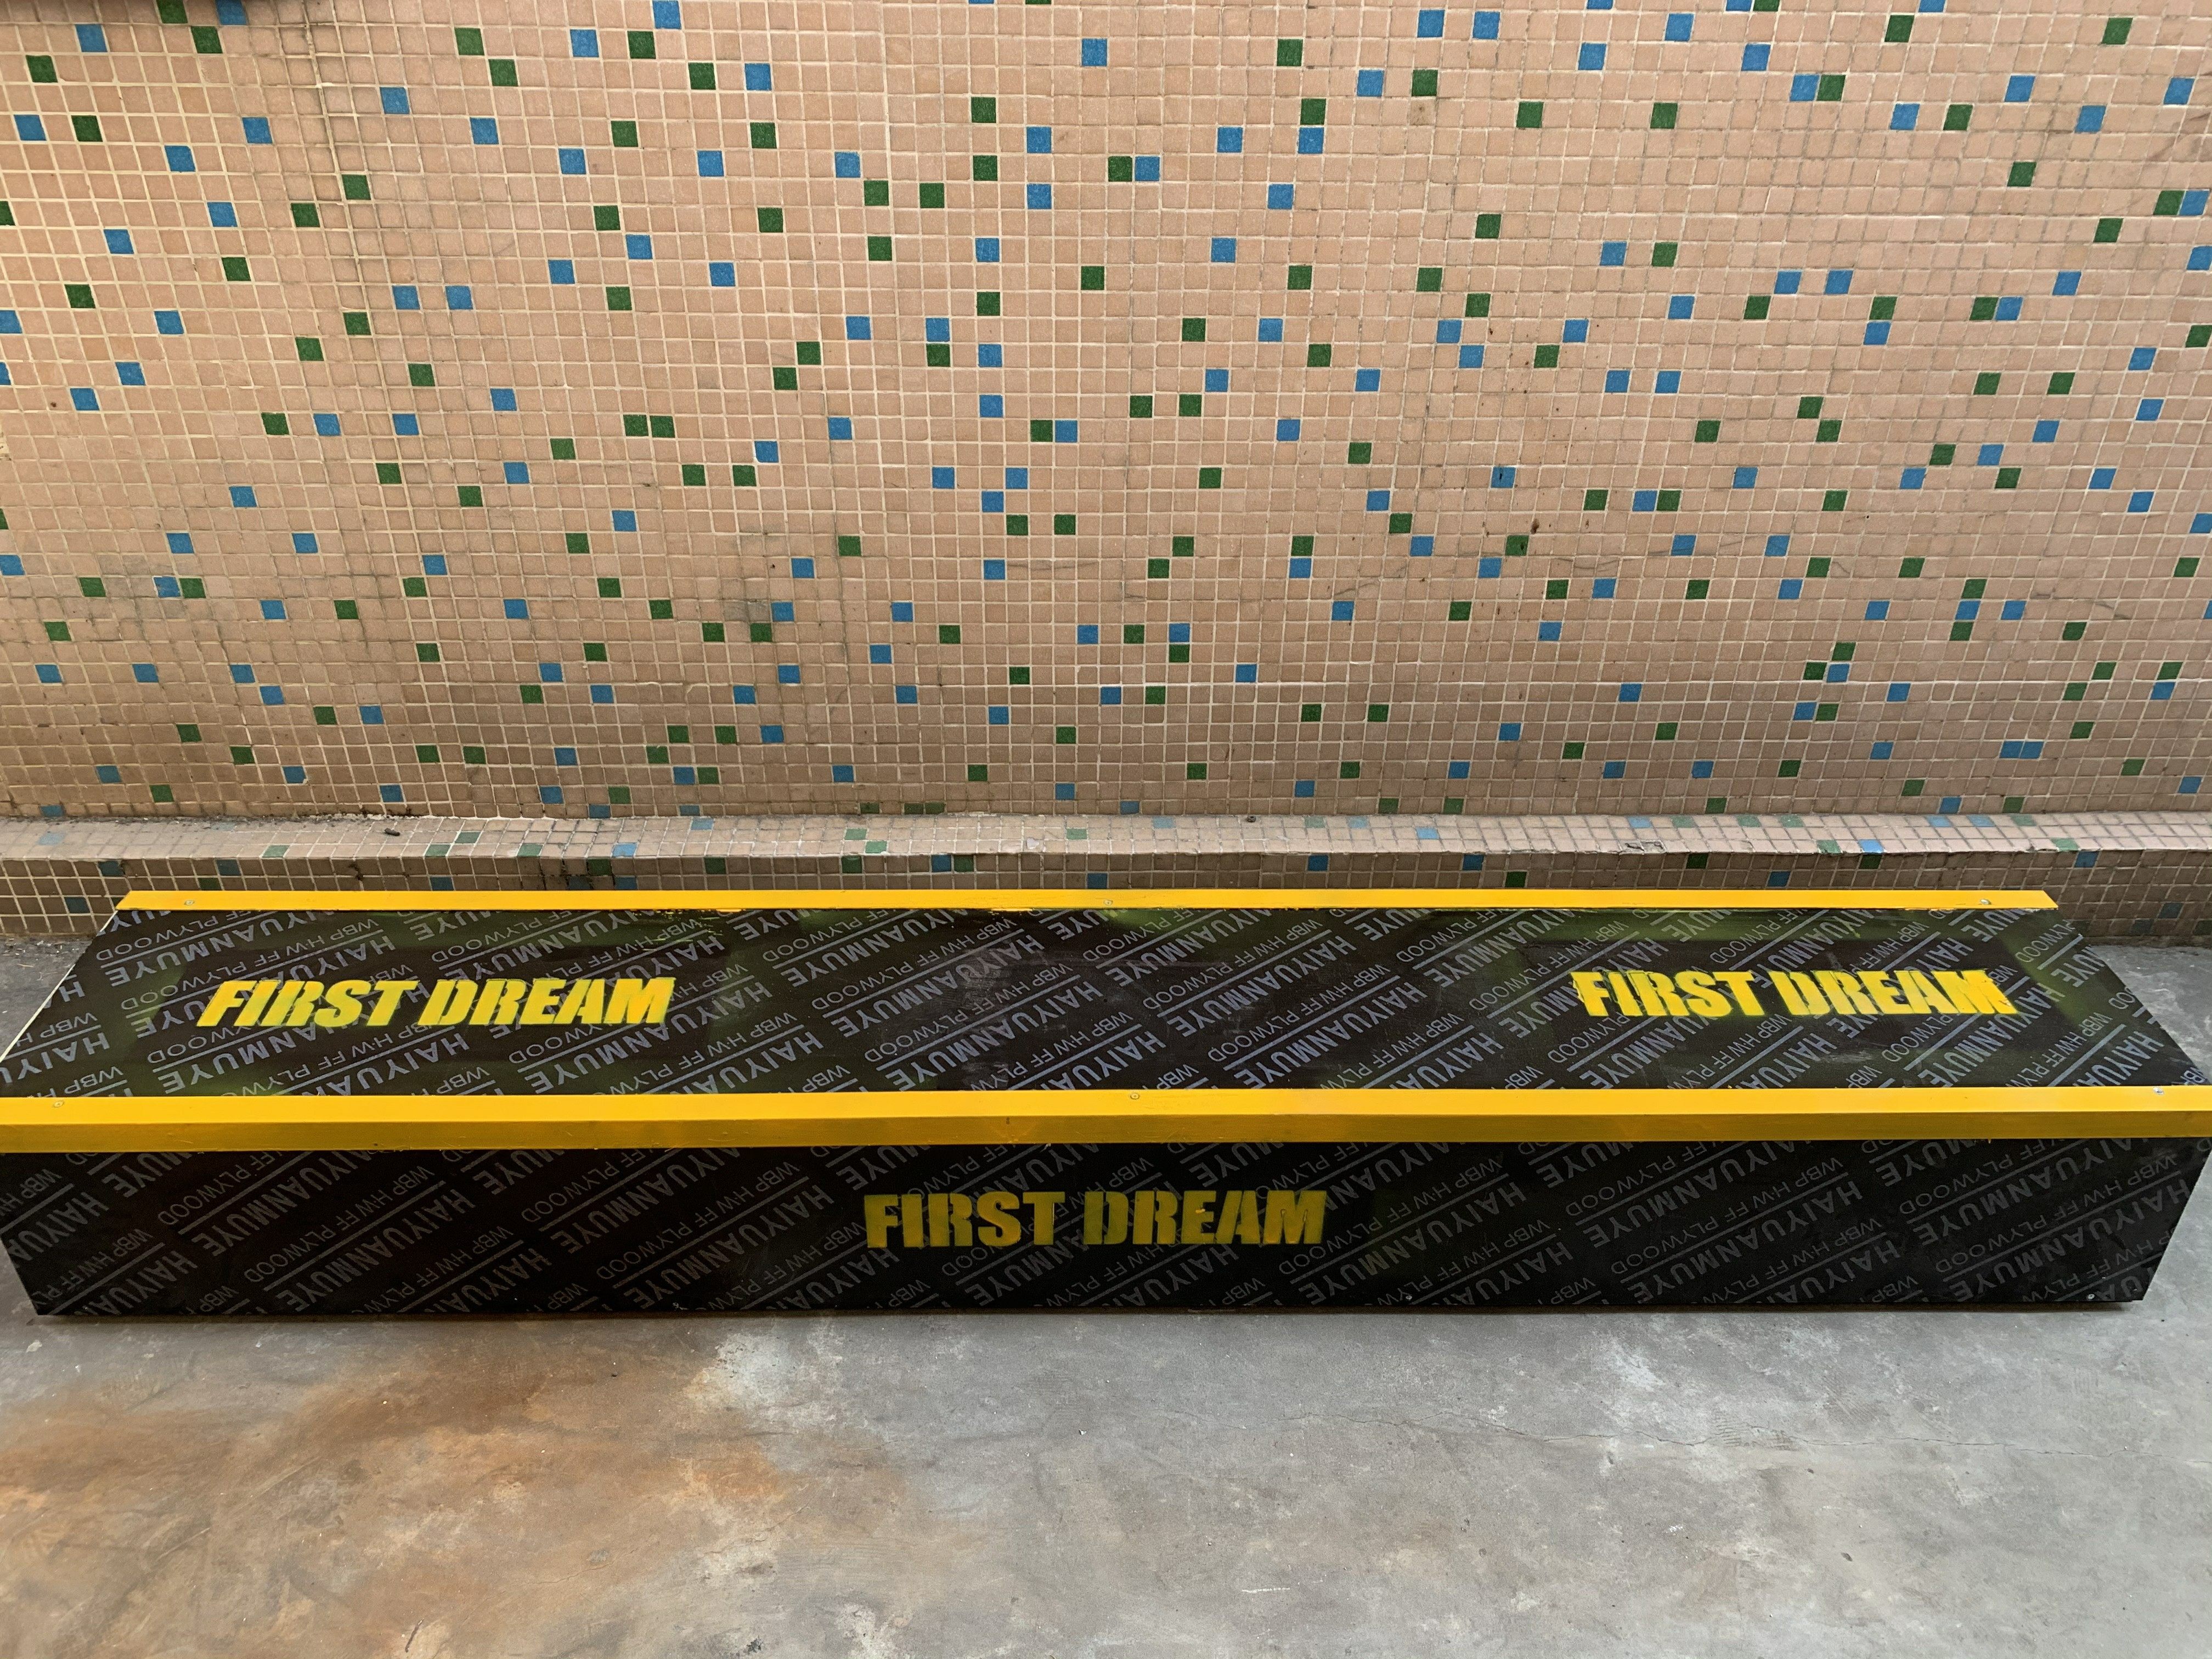 FIRST DREAM
FIRST DREAM
FIRST DREAM
HAIYUANMUYE
WBP HW FF PLYWOOD